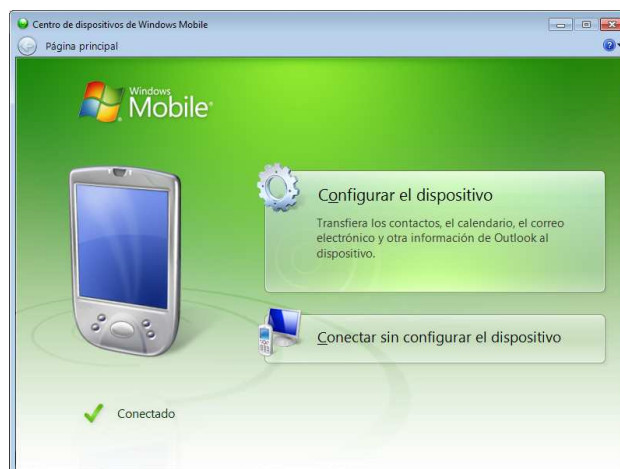 Centro de dispositivos de Windows Mobile
Página principal
Windows
Mobile
Configurar el dispositivo
Transfiera los contactos, el calendario, el correo
electrónico y otra información de Outlook al
dispositivo.
Conectar sin configurar el dispositivo
Conectado